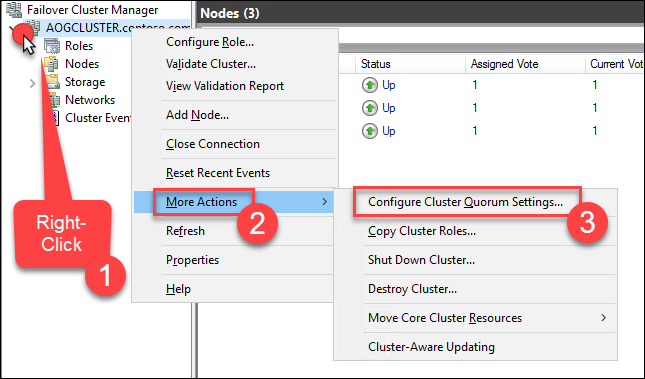 Failover Cluster Manager
AOGCLUSTER.contoso.com
Roles
Nodes
Storage
Networks
Cluster Even
Right-
Click
1
Configure Role...
Validate Cluster...
View Validation Report
Add Node...
Close Connection
Reset Recent Events
More Actions
2
Refresh
Properties
Help
Configure Cluster Quorum Settings...
3
Copy Cluster Roles...
Shut Down Cluster...
Destroy Cluster...
Move Core Cluster Resources
Cluster-Aware Updating
Nodes (3)
Status Assigned Vote Current Vot
Up 1 1
Up 1 1
Up 1 1